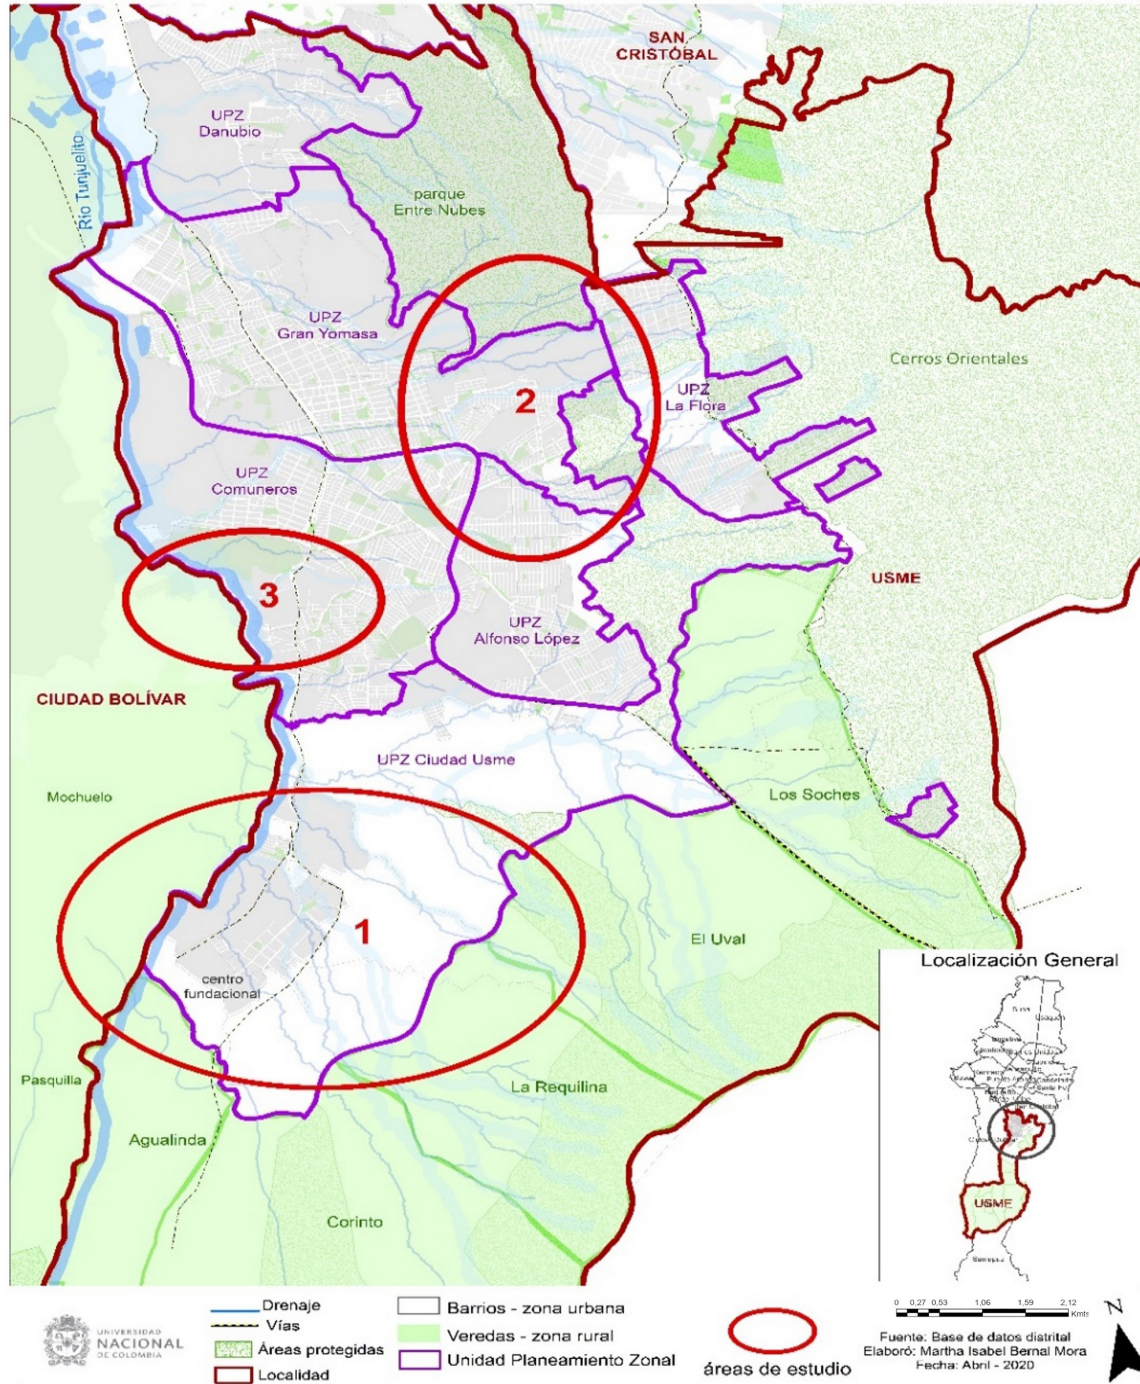 SAN
CRISTÓBAL
UPZ
Danubio
Río Tunjuelito
parque
Entre Nubes
UPZ
Gran Yomasa
Cerros Orientales
2
UPZ
La Flora
UPZ
Comuneros
USME
3
UPZ
Alfonso López
CIUDAD BOLÍVAR
UPZ Ciudad Usme
Mochuelo
Los Soches
1
El Uval
centro
fundacional
Pasquilla
La Requilina
Agualinda
Corinto
Localización General
Suba
Usaquén
USME
UNIVERSIDAD
NACIONAL
DE COLOMBIA
Drenaje
Vías
Áreas protegidas
Localidad
Barrios - zona urbana
Veredas - zona rural
Unidad Planeamiento Zonal
áreas de estudio
0 0,27 0,53 1,06 1,59 2,12
Kmts
N
Fuente: Base de datos distrital
Elaboró: Martha Isabel Bernal Mora
Fecha: Abril - 2020